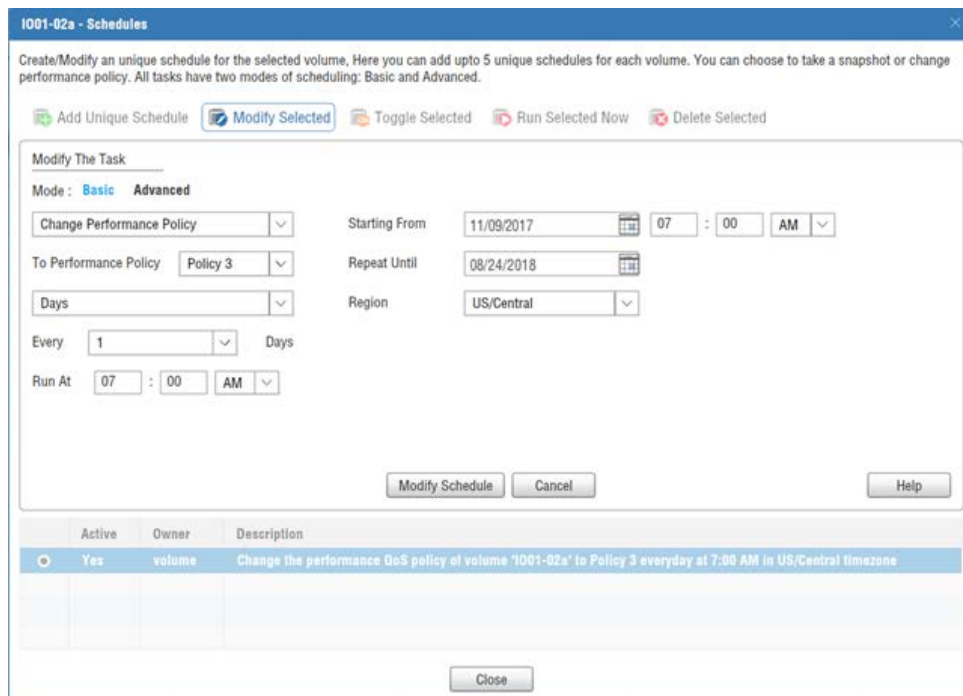 IO01-02a - Schedules
Create/Modify an unique schedule for the selected volume, Here you can add upto 5 unique schedules for each volume. You can choose to take a snapshot or change
performance policy. All tasks have two modes of scheduling: Basic and Advanced.
Add Unique Schedule Modify Selected Toggle Selected Run Selected Now Delete Selected
Modify The Task
Mode : Basic Advanced
Change Performance Policy Starting From 11/09/2017 07 : 00 AM
To Performance Policy Policy 3 Repeat Until 08/24/2018
Days Region US/Central
Every 1 Days
Run At 07 : 00 AM
Modify Schedule Cancel Help
Active Owner Description
Yes volume Change the performance QoS policy of volume 'IO01-02a' to Policy 3 everyday at 7:00 AM in US/Central timezone
Close